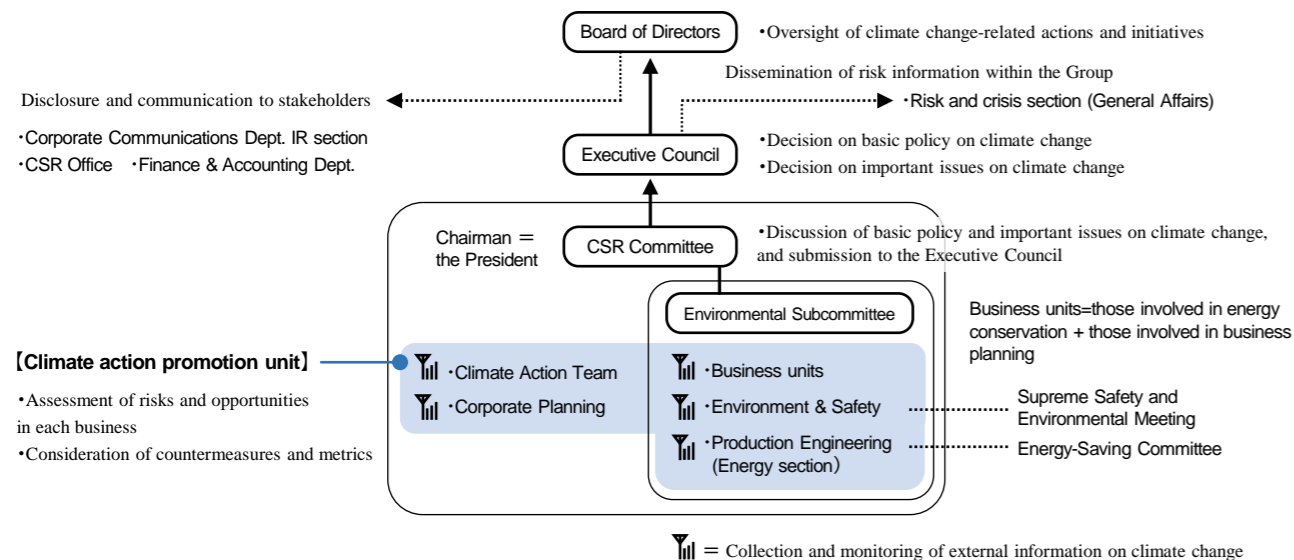 Board of Directors
・Oversight of climate change-related actions and initiatives
Dissemination of risk information within the Group
Disclosure and communication to stakeholders
・Risk and crisis section (General Affairs)
・Corporate Communications Dept. IR section
・CSR Office ・Finance & Accounting Dept.
Executive Council
・Decision on basic policy on climate change
・Decision on important issues on climate change
Chairman =
the President
CSR Committee
・Discussion of basic policy and important issues on climate change,
and submission to the Executive Council
Environmental Subcommittee
Business units=those involved in energy
conservation + those involved in business
planning
【Climate action promotion unit】
・Assessment of risks and opportunities
in each business
・Consideration of countermeasures and metrics
・Climate Action Team
・Corporate Planning
・Business units
・Environment & Safety
・Production Engineering
(Energy section)
Supreme Safety and
Environmental Meeting
Energy-Saving Committee
= Collection and monitoring of external information on climate change